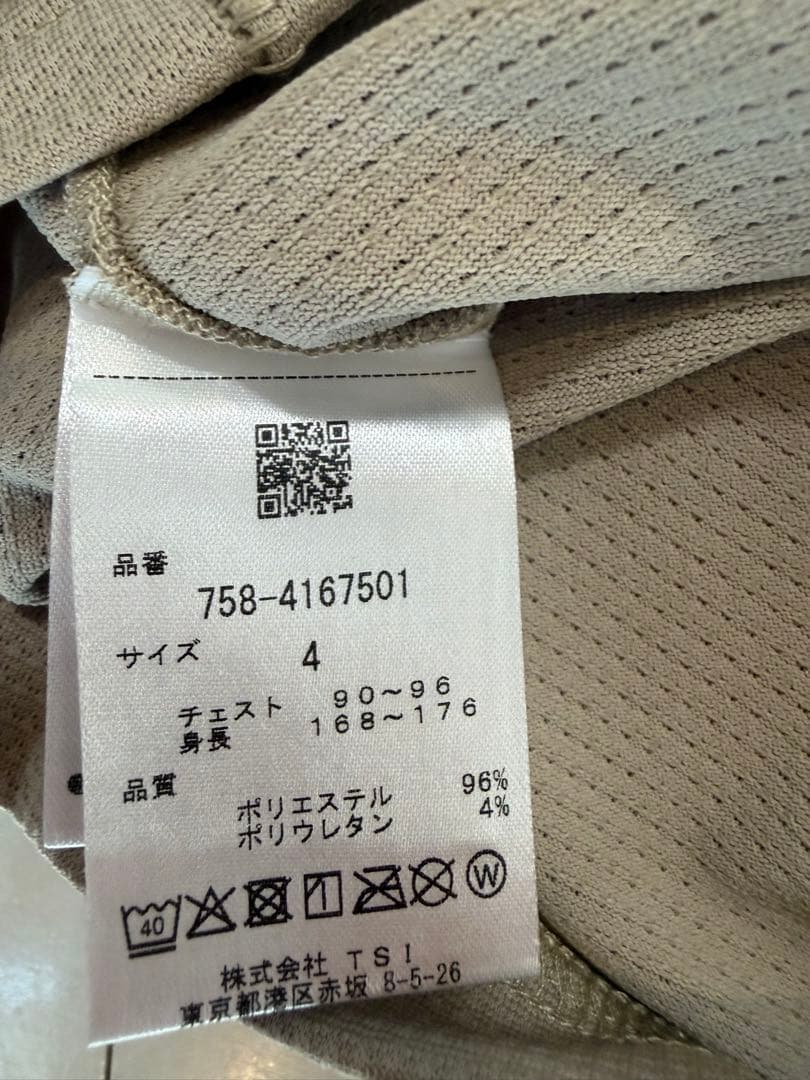 品番
758-4167501
サイズ 4
チェスト 90～96
身長 168～176
品質
ポリエステル 96%
ポリウレタン 4%
40
W
株式会社 TSI
東京都港区赤坂 8-5-26